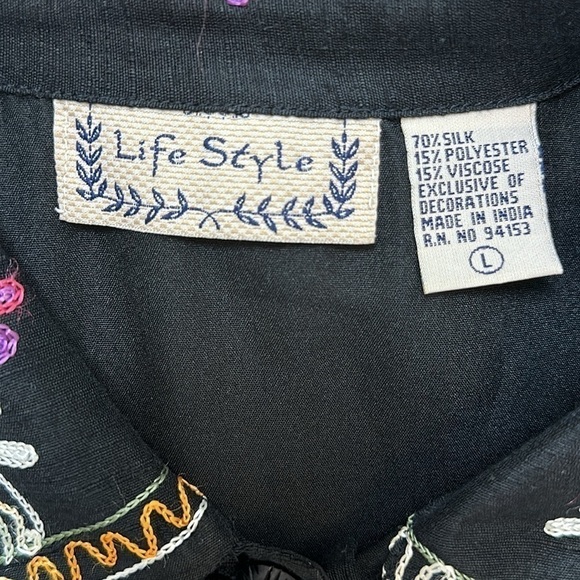 Life Style
70% SILK
15% POLYESTER
15% VISCOSE
EXCLUSIVE OF
DECORATIONS
MADE IN INDIA
R.N. NO 94153
L